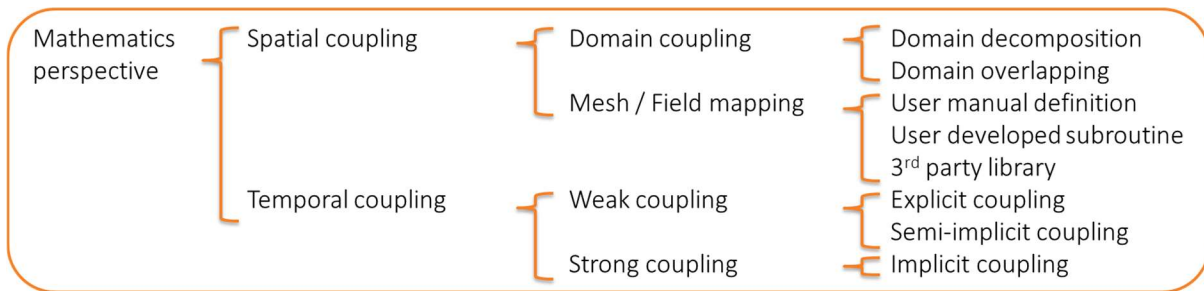 Mathematics perspective
Spatial coupling
Domain coupling
Domain decomposition
Domain overlapping
Mesh / Field mapping
User manual definition
User developed subroutine
3rd party library
Temporal coupling
Weak coupling
Explicit coupling
Semi-implicit coupling
Strong coupling
Implicit coupling